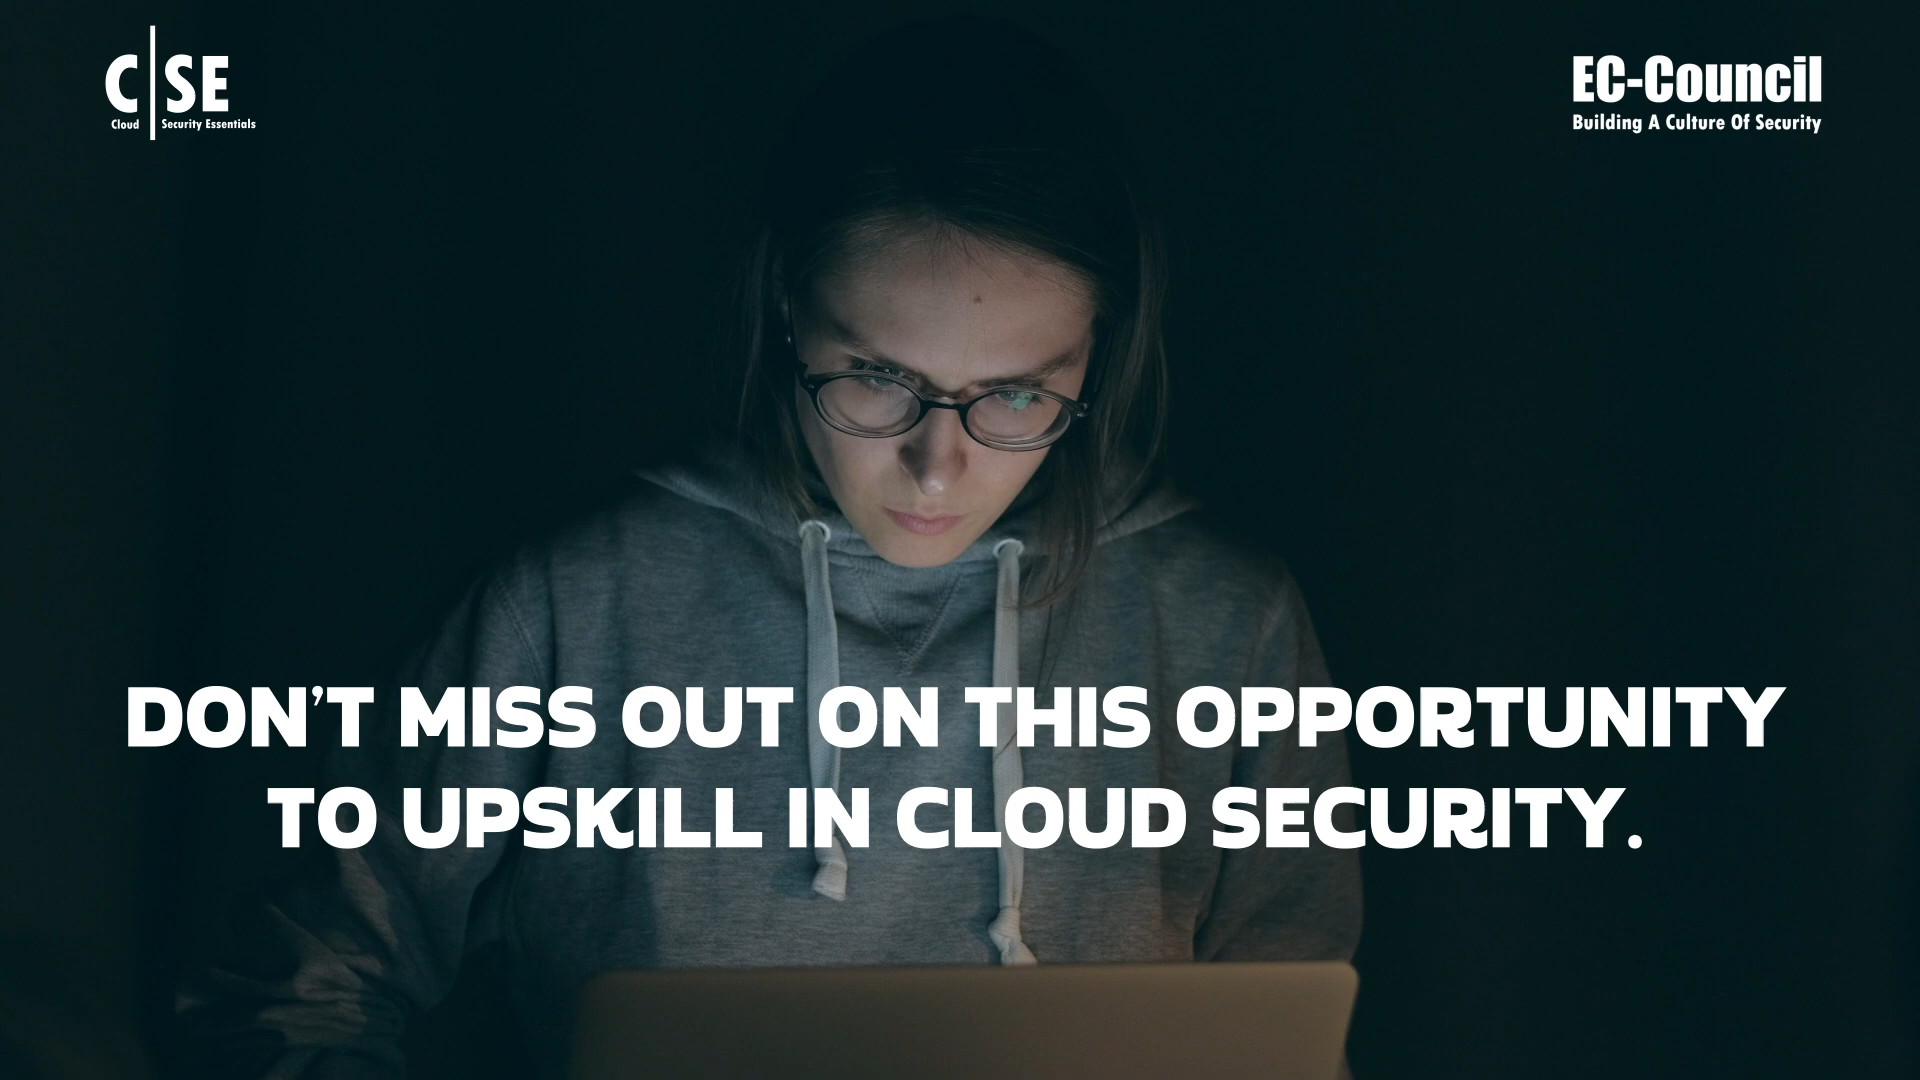 C|SE
Cloud Security Essentials
EC-Council
Building A Culture Of Security
DON’T MISS OUT ON THIS OPPORTUNITY
TO UPSKILL IN CLOUD SECURITY.